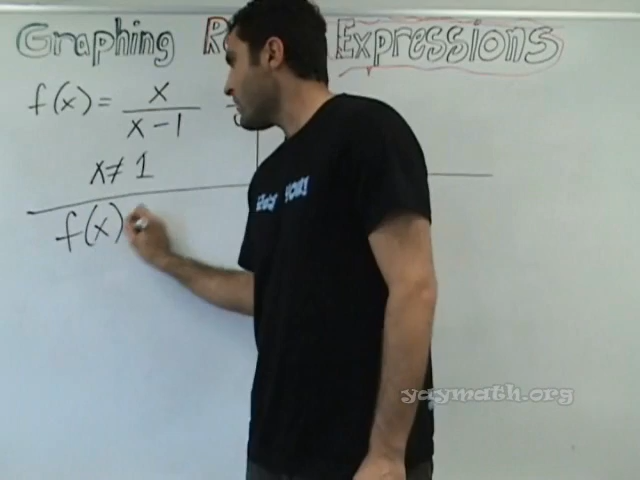 Graphing R Expressions
f(x) = x / x - 1
x ≠ 1
f(x)
yaymath.org